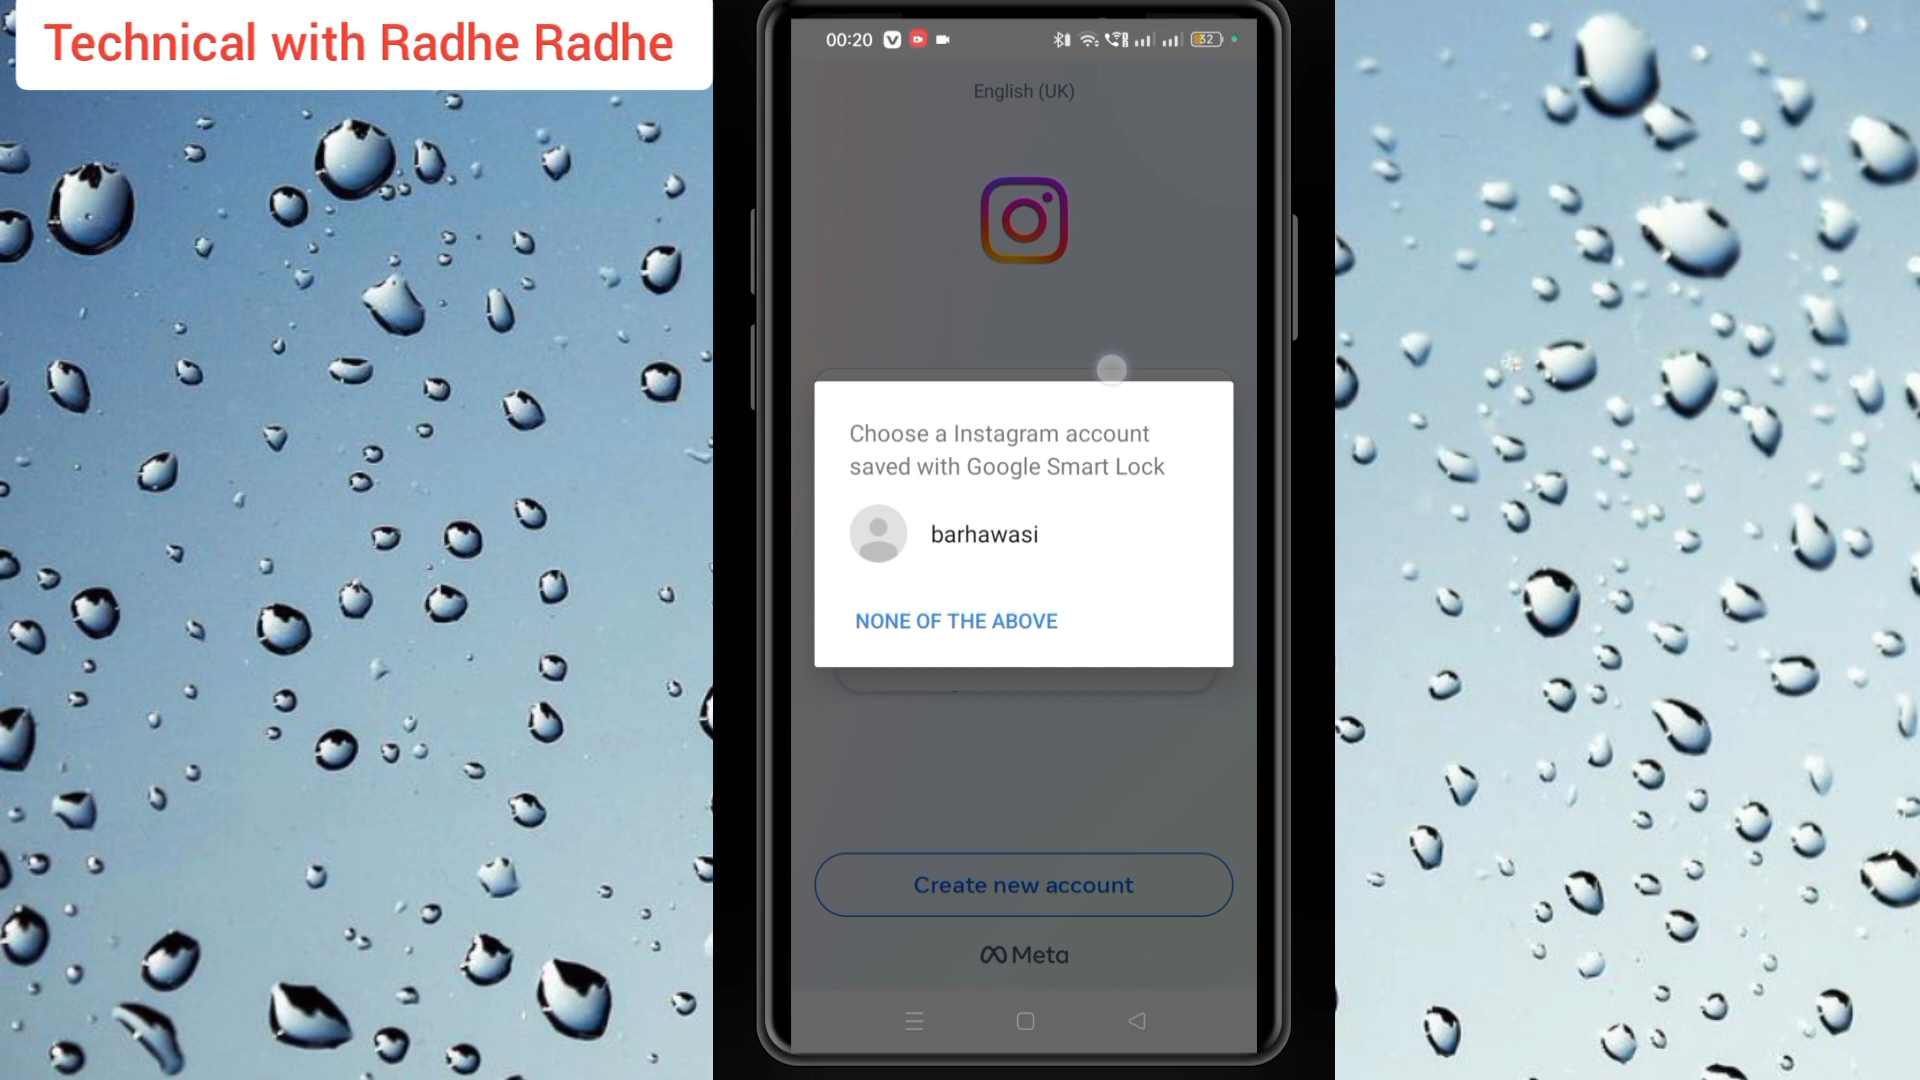 Technical with Radhe Radhe
00:20
32
English (UK)
Choose a Instagram account
saved with Google Smart Lock
barhawasi
NONE OF THE ABOVE
Create new account
Meta